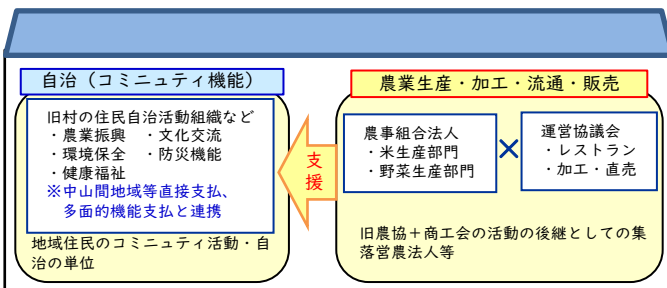 自治（コミュニティ機能）
旧村の住民自治活動組織など
・農業振興　・文化交流
・環境保全　・防災機能
・健康福祉
※中山間地域等直接支払、
多面的機能支払と連携
地域住民のコミュニティ活動・自
治の単位
支援
農業生産・加工・流通・販売
農事組合法人
・米生産部門
・野菜生産部門
×
運営協議会
・レストラン
・加工・直売
旧農協＋商工会の活動の後継としての集
落営農法人等